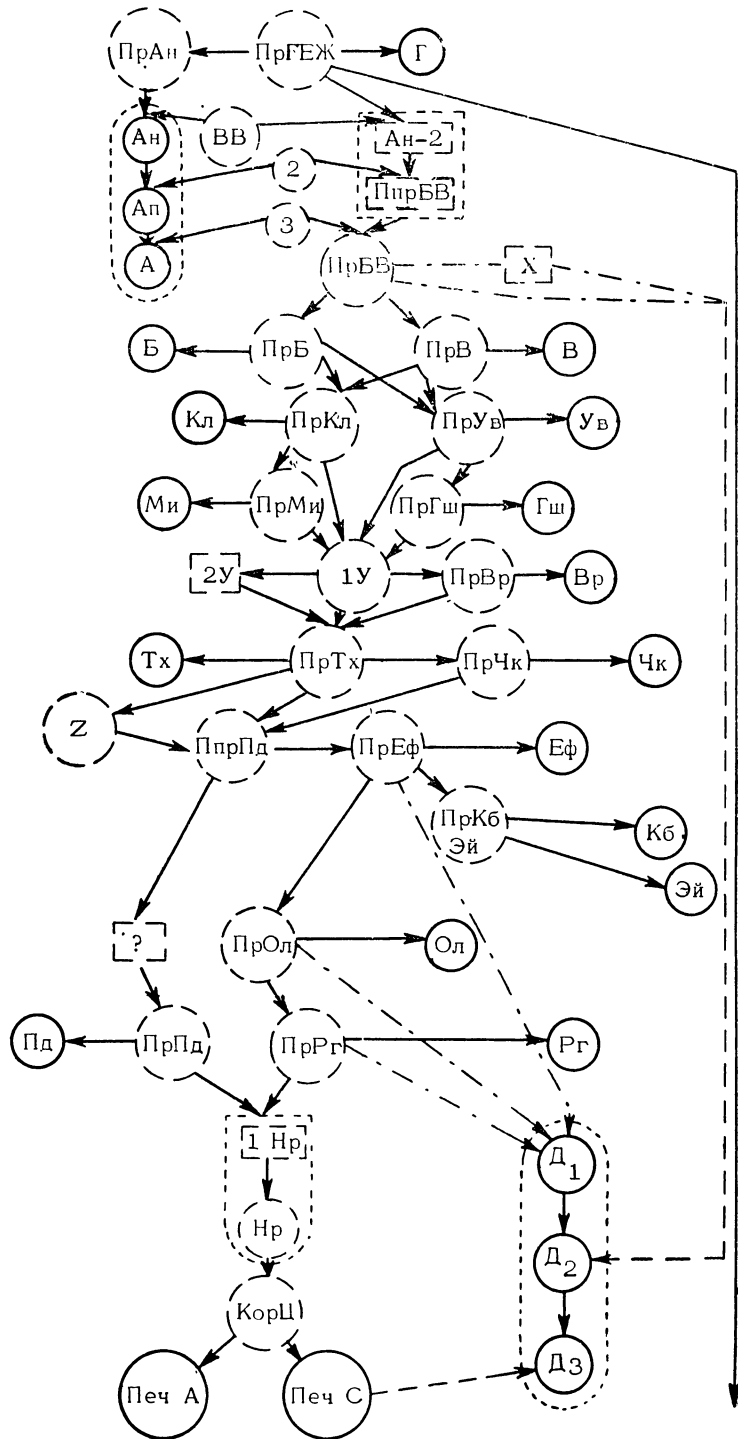 ПрАн ПрГЕЖ Г
Ан ВВ Ан-2
2 ПпрБВ
Ап
3
А ПрБВ Х
Б ПрБ ПрВ В
Кл ПрКл ПрУв Ув
Ми ПрМи ПрГш Гш
2У 1У ПрВр Вр
Тх ПрТх ПрЧк Чк
Z ПпрПд ПрЕф Еф
ПрКб Кб
Эй
Эй
? ПрОл Ол
Пд ПрПд ПрРг Рг
1 Нр Д1
Нр Д2
КорЦ
Печ А Печ С Д3